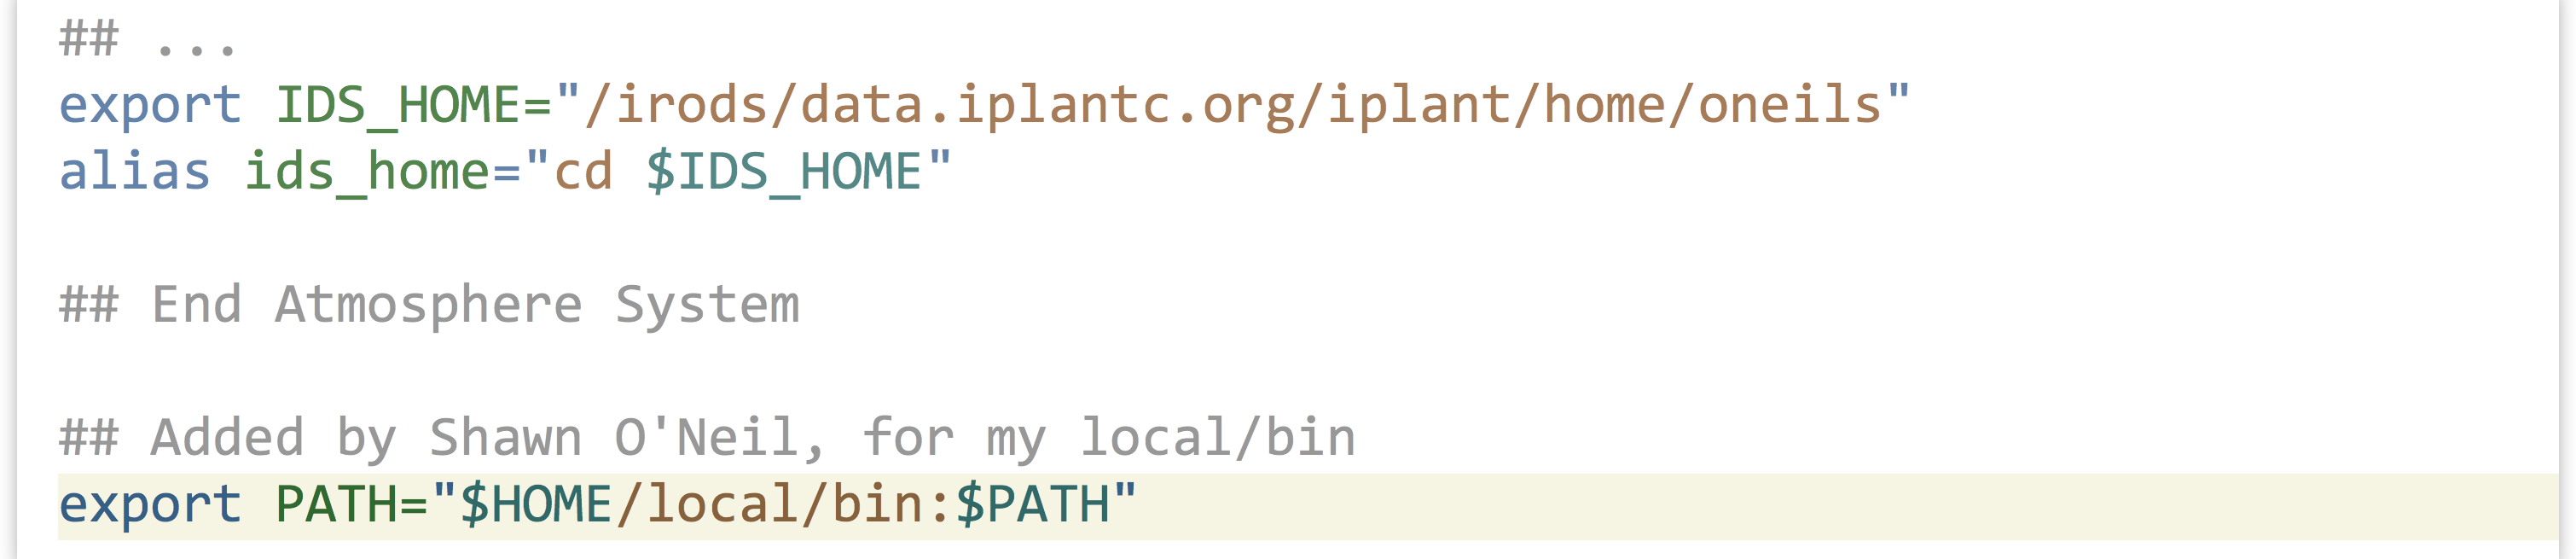 ## ...
export IDS_HOME="/irods/data.iplantc.org/iplant/home/oneils"
alias ids_home="cd $IDS_HOME"
## End Atmosphere System
## Added by Shawn O'Neil, for my local/bin
export PATH="$HOME/local/bin:$PATH"